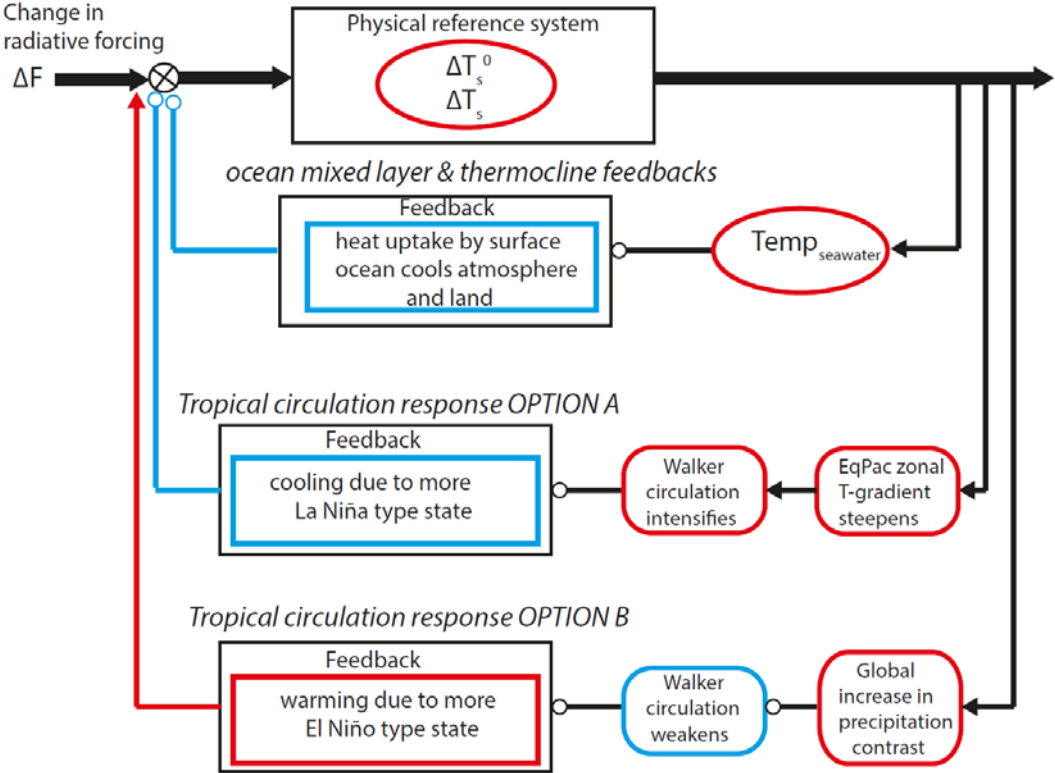 Change in
radiative forcing
ΔF
Physical reference system
ΔTₛ⁰
ΔTₛ
ocean mixed layer & thermocline feedbacks
Feedback
heat uptake by surface
ocean cools atmosphere
and land
Temp seawater
Tropical circulation response OPTION A
Feedback
cooling due to more
La Niña type state
Walker
circulation
intensifies
EqPac zonal
T-gradient
steepens
Tropical circulation response OPTION B
Feedback
warming due to more
El Niño type state
Walker
circulation
weakens
Global
increase in
precipitation
contrast